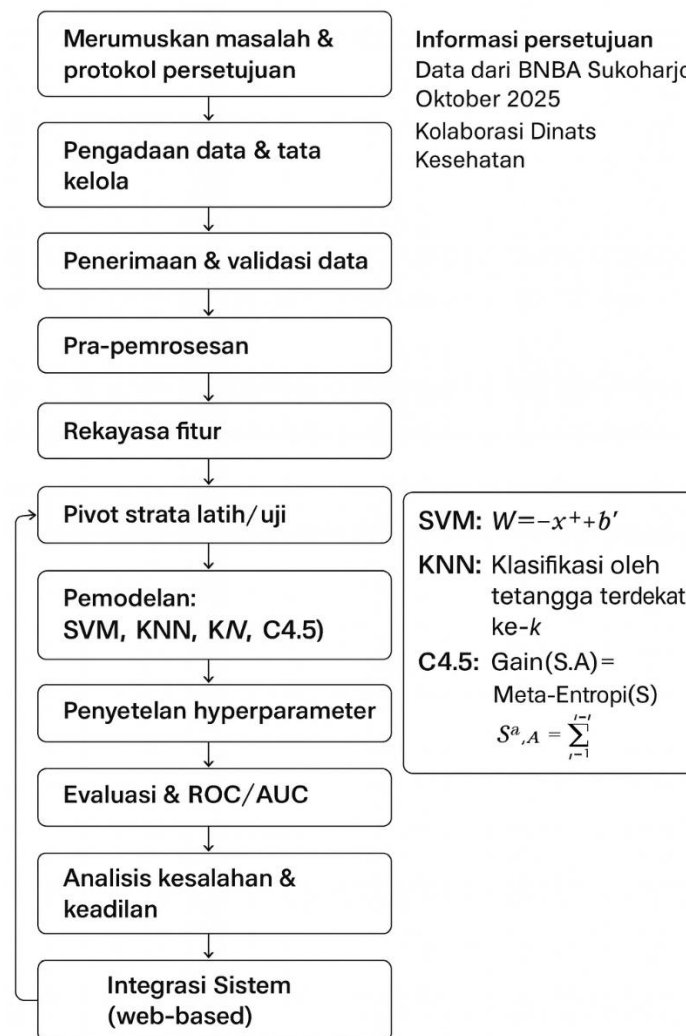 Merumuskan masalah &
protokol persetujuan
Informasi persetujuan
Data dari BNBA Sukoharjo
Oktober 2025
Kolaborasi Dinats
Kesehatan
Pengadaan data & tata
kelola
Penerimaan & validasi data
Pra-pemrosesan
Rekayasa fitur
Pivot strata latih/uji
Pemodelan:
SVM, KNN, KN, C4.5)
Penyetelan hyperparameter
Evaluasi & ROC/AUC
Analisis kesalahan &
keadilan
Integrasi Sistem
(web-based)
SVM: W=−x⁺+b′
KNN: Klasifikasi oleh
tetangga terdekat
ke-k
C4.5: Gain(S.A)=
Meta-Entropi(S)
Sᵃ,A = ∑